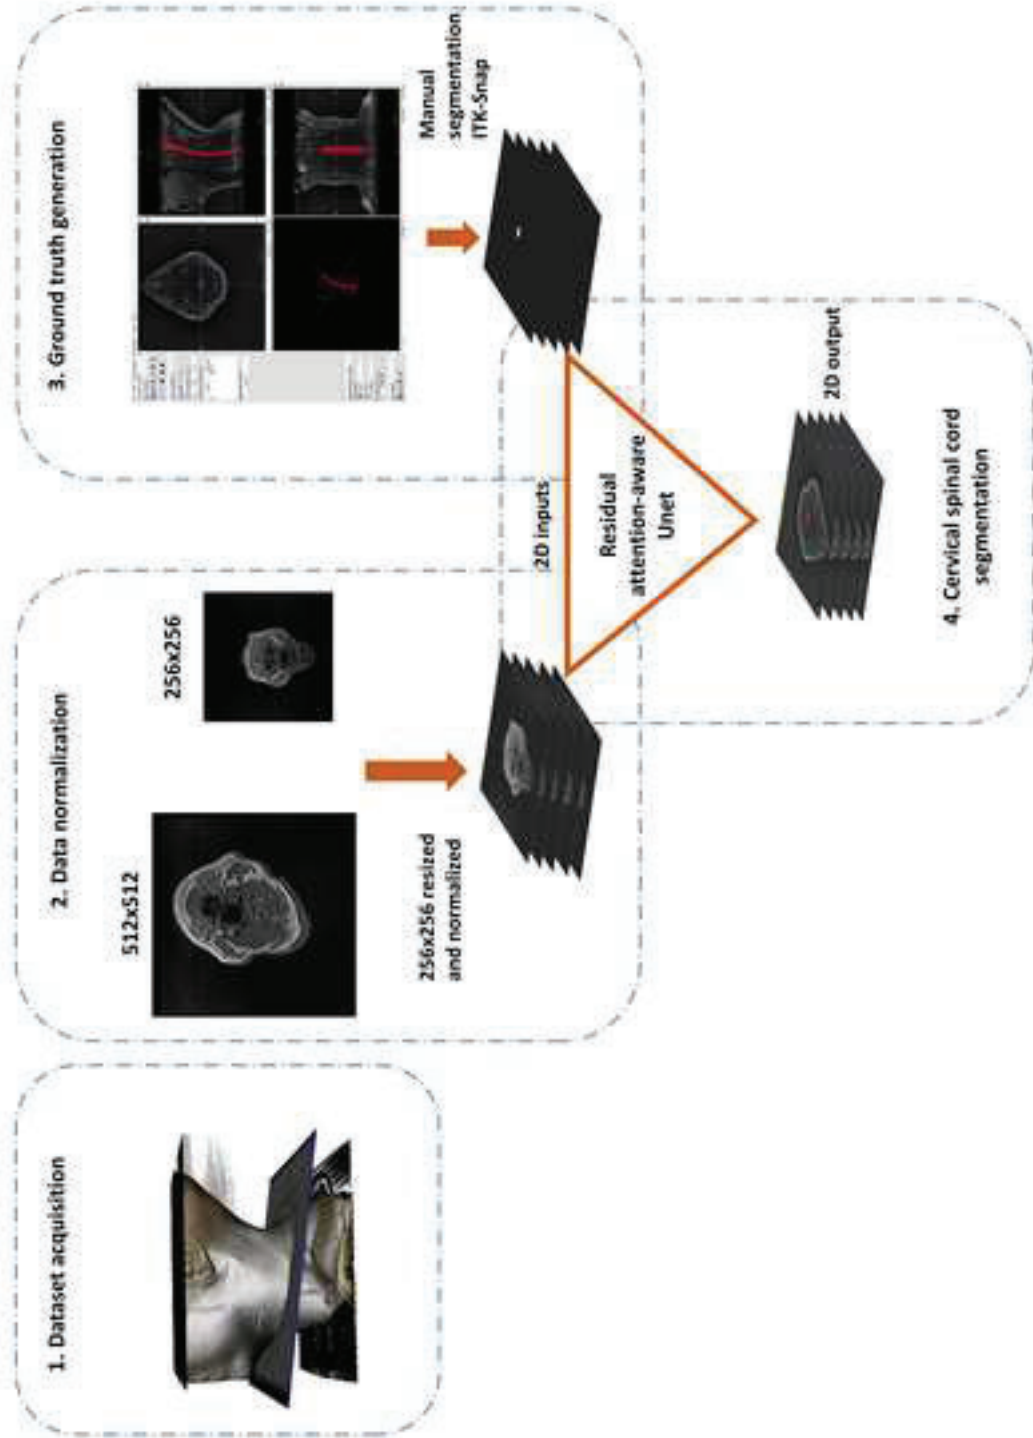 1. Dataset acquisition
2. Data normalization
512x512
256x256
256x256 resized
and normalized
3. Ground truth generation
Manual
segmentation
ITK-Snap
2D inputs
Residual
attention-aware
Unet
2D output
4. Cervical spinal cord
segmentation